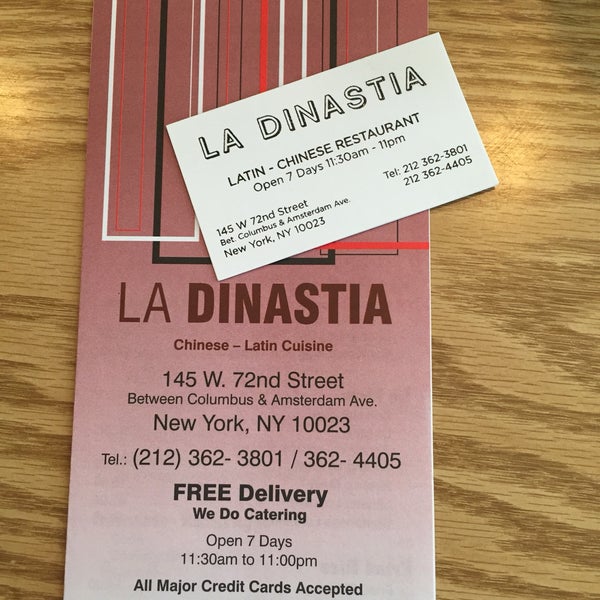 LA DINASTIA
LATIN - CHINESE RESTAURANT
Open 7 Days 11:30am - 11pm
Tel: 212 362-3801
212 362-4405
145 W 72nd Street
Bet. Columbus & Amsterdam Ave.
New York, NY 10023
LA DINASTIA
Chinese – Latin Cuisine
145 W. 72nd Street
Between Columbus & Amsterdam Ave.
New York, NY 10023
Tel.: (212) 362- 3801 / 362- 4405
FREE Delivery
We Do Catering
Open 7 Days
11:30am to 11:00pm
All Major Credit Cards Accepted